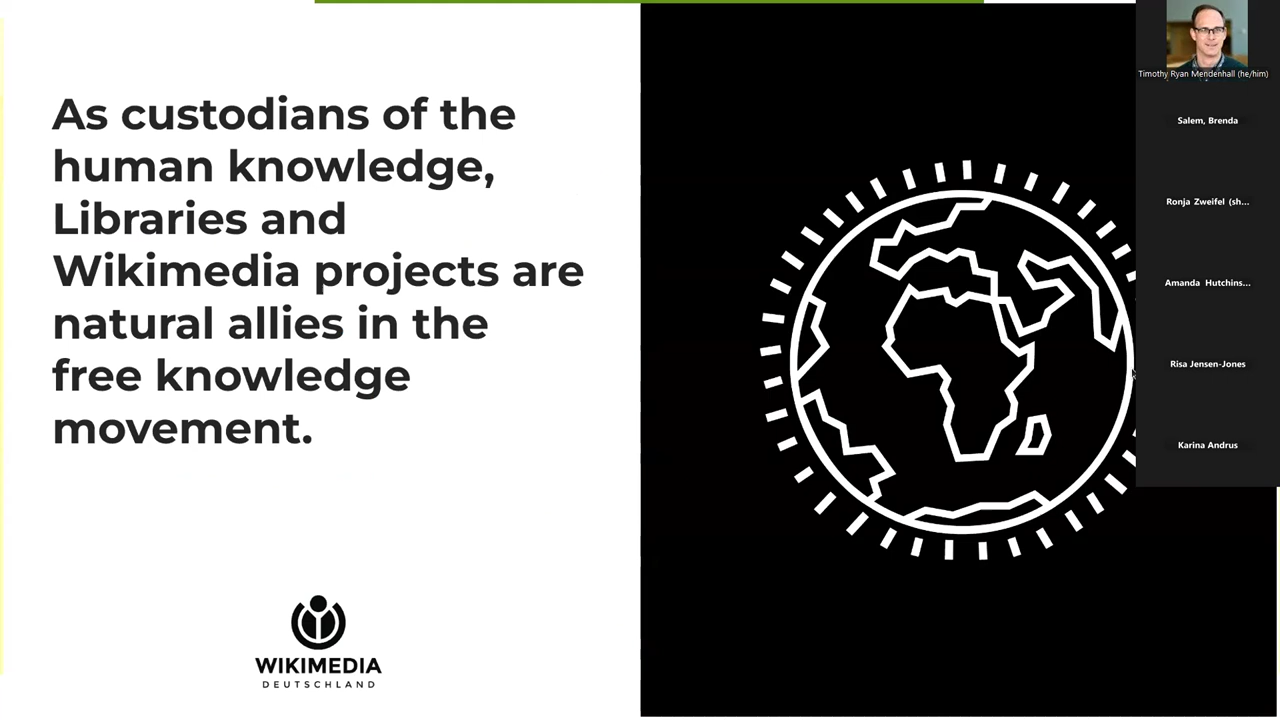 As custodians of the
human knowledge,
Libraries and
Wikimedia projects are
natural allies in the
free knowledge
movement.
WIKIMEDIA
DEUTSCHLAND
Timothy Ryan Mendenhall (he/him)
Salem, Brenda
Ronja Zweifel (sh...
Amanda Hutchins...
Risa Jensen-Jones
Karina Andrus